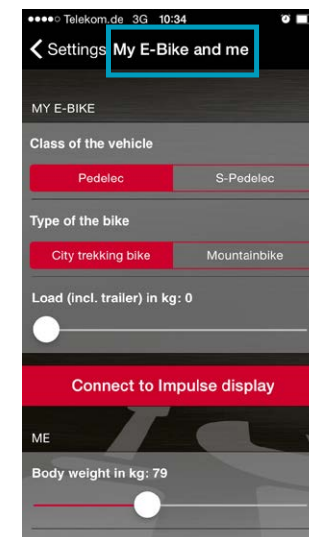 Telekom.de 3G 10:34
Settings My E-Bike and me
MY E-BIKE
Class of the vehicle
Pedelec S-Pedelec
Type of the bike
City trekking bike Mountainbike
Load (incl. trailer) in kg: 0
Connect to Impulse display
ME
Body weight in kg: 79